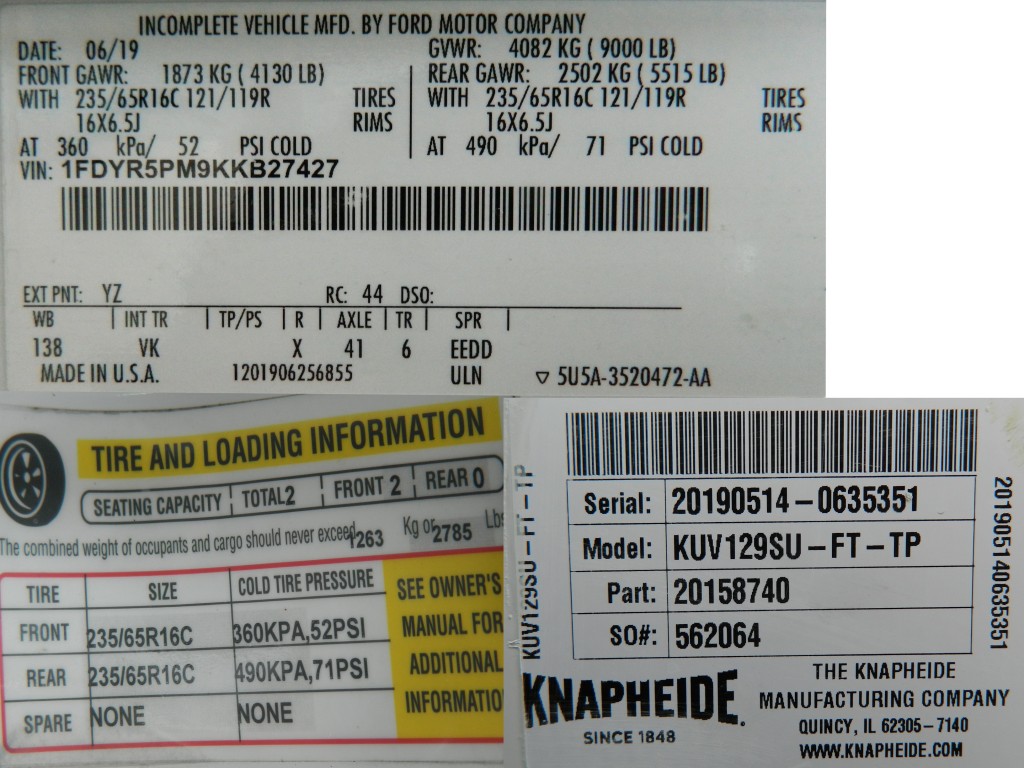 INCOMPLETE VEHICLE MFD. BY FORD MOTOR COMPANY
DATE: 06/19 GVWR: 4082 KG ( 9000 LB)
FRONT GAWR: 1873 KG ( 4130 LB) REAR GAWR: 2502 KG ( 5515 LB)
WITH 235/65R16C 121/119R TIRES WITH 235/65R16C 121/119R TIRES
16X6.5J RIMS 16X6.5J RIMS
AT 360 kPa/ 52 PSI COLD AT 490 kPa/ 71 PSI COLD
VIN: 1FDYR5PM9KKB27427
EXT PNT: YZ RC: 44 DSO:
WB INT TR TP/PS R AXLE TR SPR
138 VK X 41 6 EEDD
MADE IN U.S.A. 1201906256855 ULN ▽ 5U5A-3520472-AA
TIRE AND LOADING INFORMATION
SEATING CAPACITY TOTAL 2 FRONT 2 REAR 0
The combined weight of occupants and cargo should never exceed 1263 Kg or 2785 Lbs
TIRE SIZE COLD TIRE PRESSURE
FRONT 235/65R16C 360KPA,52PSI
REAR 235/65R16C 490KPA,71PSI
SPARE NONE NONE
SEE OWNER'S
MANUAL FOR
ADDITIONAL
INFORMATIO
KUV129SU-FT-TP
Serial: 20190514-0635351
Model: KUV129SU-FT-TP
Part: 20158740
SO#: 562064
201905140635351
KNAPHEIDE.
SINCE 1848
THE KNAPHEIDE
MANUFACTURING COMPANY
QUINCY, IL 62305-7140
WWW.KNAPHEIDE.COM